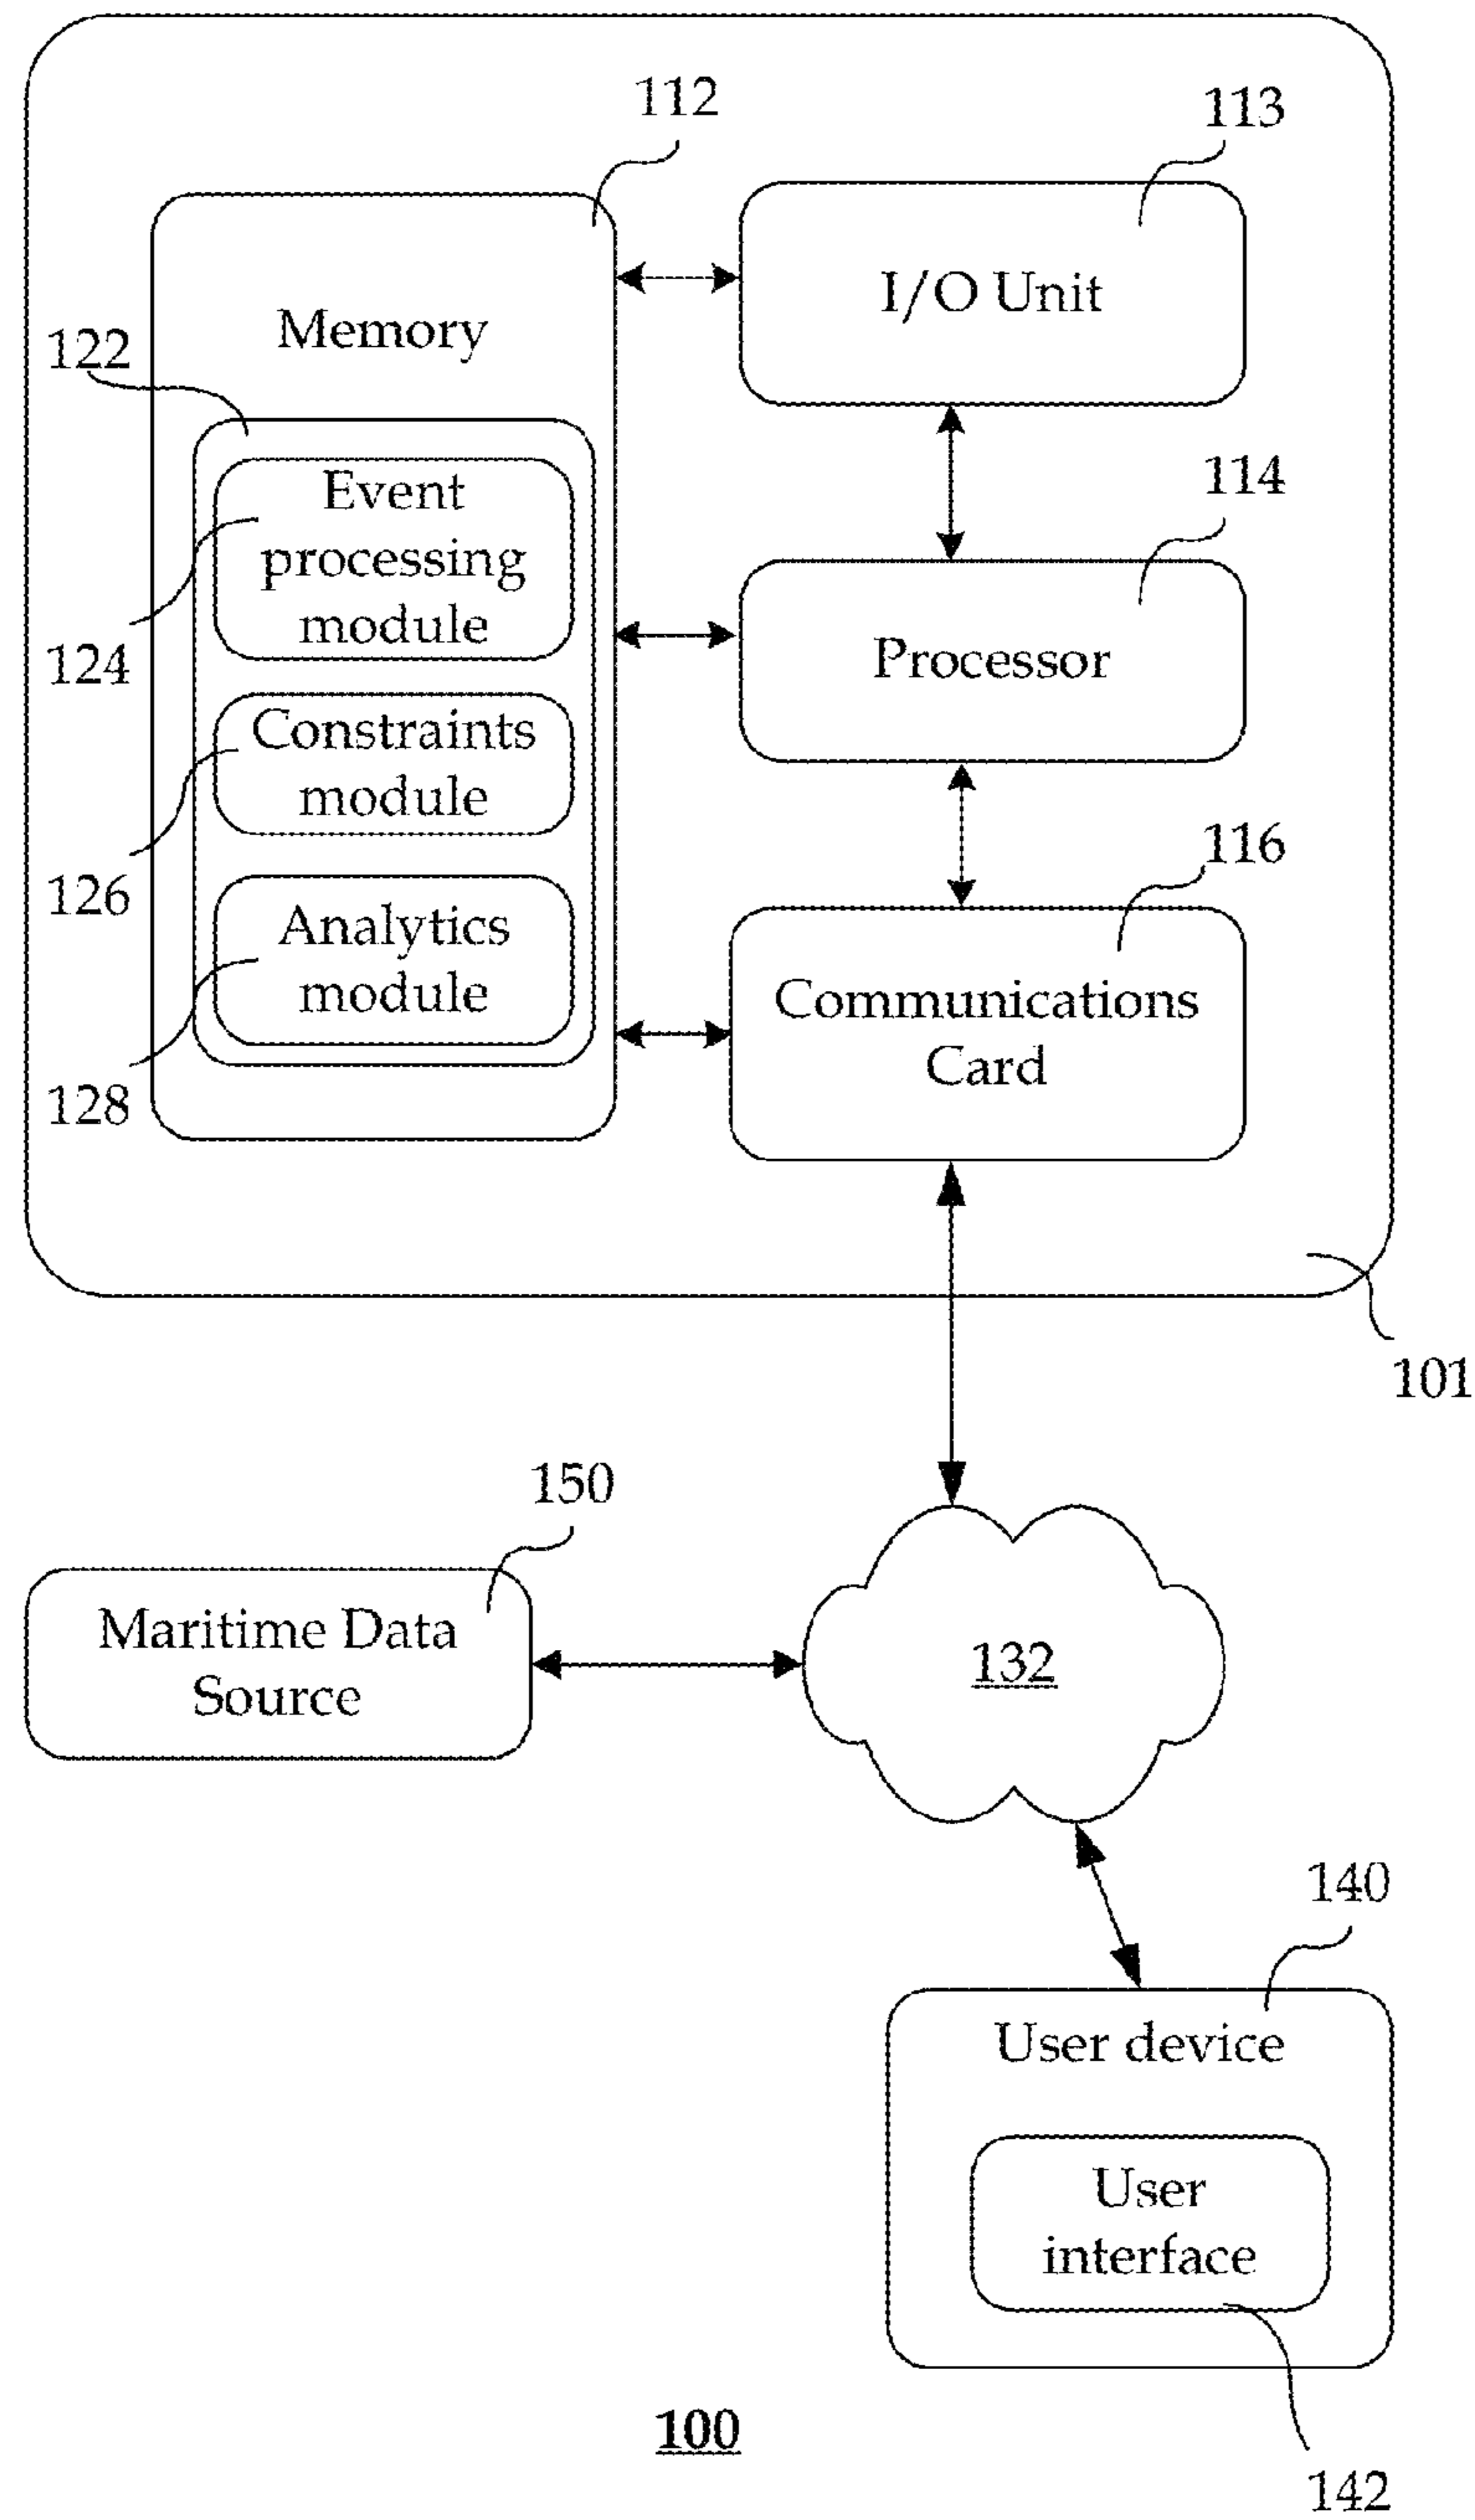 112
113
Memory
I/O Unit
122
Event
processing
module
114
124
Processor
Constraints
module
116
126
Analytics
module
Communications
Card
128
101
150
Maritime Data
Source
132
140
User device
User
interface
100
142